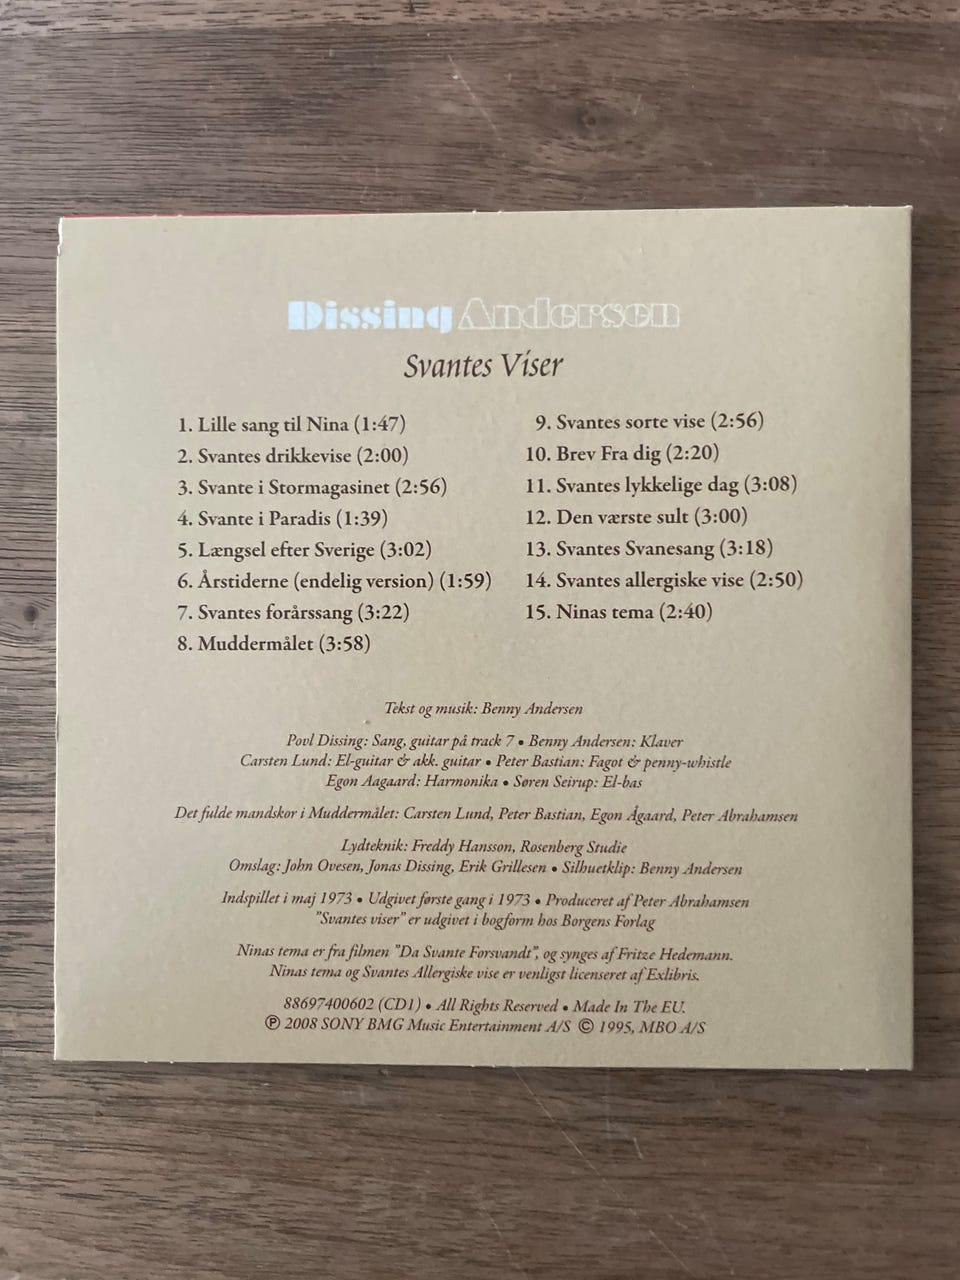 Dissing Andersen
Svantes Viser
1. Lille sang til Nina (1:47)
2. Svantes drikkevise (2:00)
3. Svante i Stormagasinet (2:56)
4. Svante i Paradis (1:39)
5. Længsel efter Sverige (3:02)
6. Årstiderne (endelig version) (1:59)
7. Svantes forårssang (3:22)
8. Muddermålet (3:58)
9. Svantes sorte vise (2:56)
10. Brev Fra dig (2:20)
11. Svantes lykkelige dag (3:08)
12. Den værste sult (3:00)
13. Svantes Svanesang (3:18)
14. Svantes allergiske vise (2:50)
15. Ninas tema (2:40)
Tekst og musik: Benny Andersen
Povl Dissing: Sang, guitar på track 7 • Benny Andersen: Klaver
Carsten Lund: El-guitar & akk. guitar • Peter Bastian: Fagot & penny-whistle
Egon Aagaard: Harmonika • Søren Seirup: El-bas
Det fulde mandskor i Muddermålet: Carsten Lund, Peter Bastian, Egon Ågaard, Peter Abrahamsen
Lydteknik: Freddy Hansson, Rosenberg Studie
Omslag: John Ovesen, Jonas Dissing, Erik Grillesen • Silhuetklip: Benny Andersen
Indspillet i maj 1973 • Udgivet første gang i 1973 • Produceret af Peter Abrahamsen
"Svantes viser" er udgivet i bogform hos Borgens Forlag
Ninas tema er fra filmen "Da Svante Forsvandt", og synges af Fritze Hedemann.
Ninas tema og Svantes Allergiske vise er venligst licenseret af Exlibris.
88697400602 (CD1) • All Rights Reserved • Made In The EU.
℗ 2008 SONY BMG Music Entertainment A/S © 1995, MBO A/S